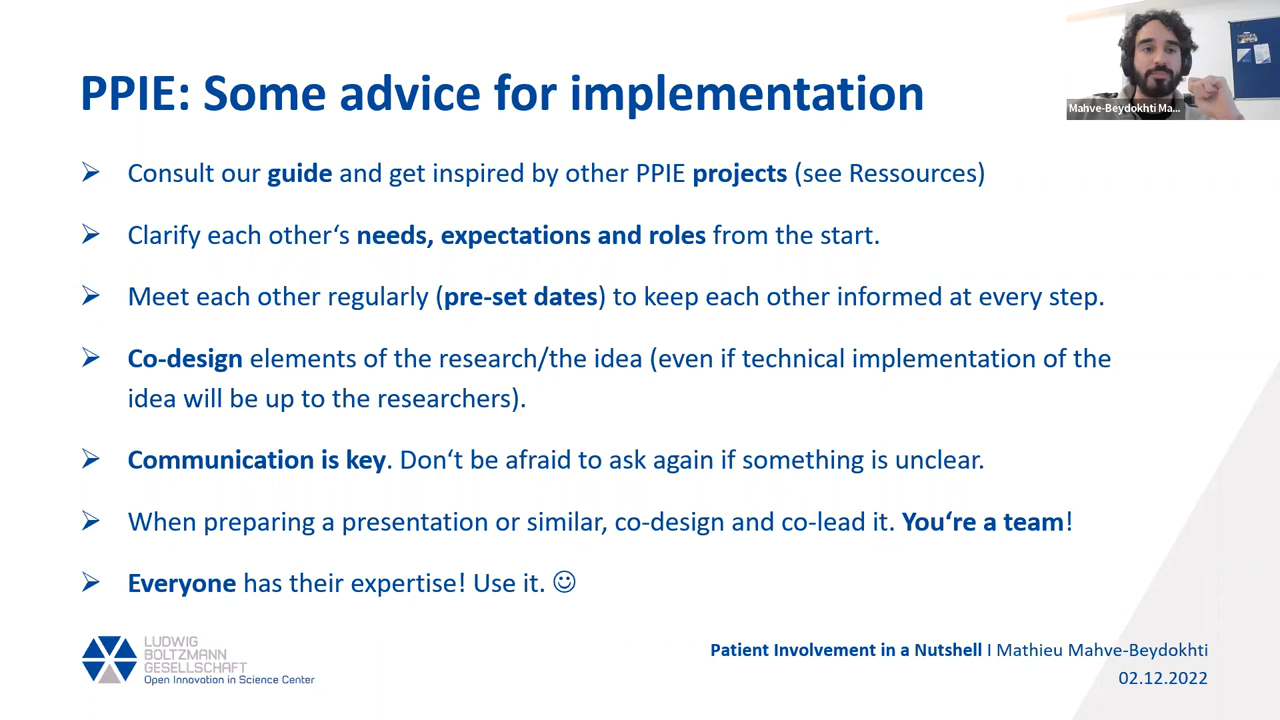 PPIE: Some advice for implementation
Mahve-Beydokhti Ma...
Consult our guide and get inspired by other PPIE projects (see Ressources)
Clarify each other‘s needs, expectations and roles from the start.
Meet each other regularly (pre-set dates) to keep each other informed at every step.
Co-design elements of the research/the idea (even if technical implementation of the
idea will be up to the researchers).
Communication is key. Don‘t be afraid to ask again if something is unclear.
When preparing a presentation or similar, co-design and co-lead it. You‘re a team!
Everyone has their expertise! Use it. ☺
LUDWIG
BOLTZMANN
GESELLSCHAFT
Open Innovation in Science Center
Patient Involvement in a Nutshell I Mathieu Mahve-Beydokhti
02.12.2022